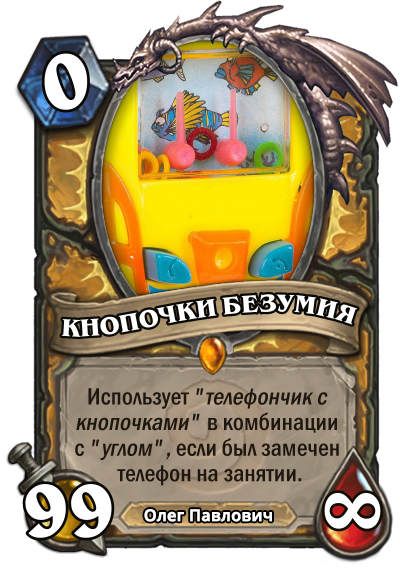 0
КНОПОЧКИ БЕЗУМИЯ
Использует "телефончик с
кнопочками" в комбинации
с "углом", если был замечен
телефон на занятии.
99
Олег Павлович
∞